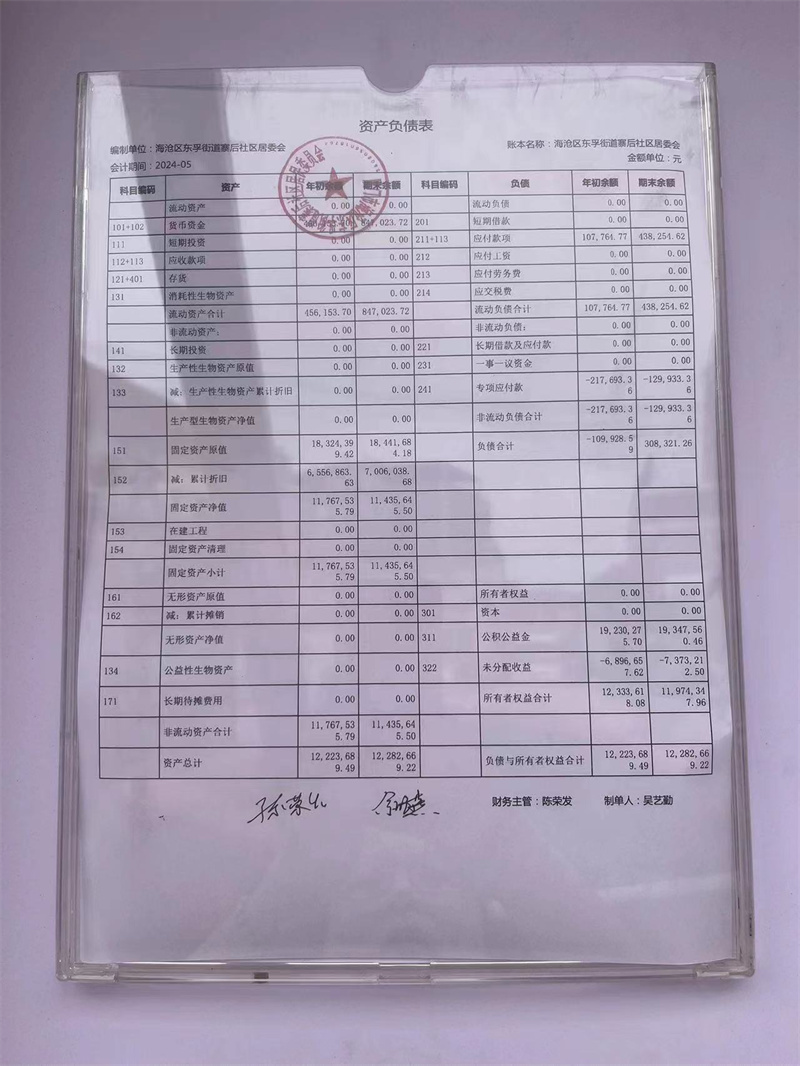 资产负债表
编制单位：海沧区东孚街道寨后社区居委会 账本名称：海沧区东孚街道寨后社区居委会
会计期间：2024-05 金额单位：元
科目编码 资产 年初余额 期末余额 科目编码 负债 年初余额 期末余额
流动资产 0.00 0.00 流动负债 0.00 0.00
101+102 货币资金 847,023.72 201 短期借款 0.00 0.00
111 短期投资 0.00 0.00 211+113 应付款项 107,764.77 438,254.62
112+113 应收款项 0.00 0.00 212 应付工资 0.00 0.00
121+401 存货 0.00 0.00 213 应付劳务费 0.00 0.00
131 消耗性生物资产 0.00 0.00 214 应交税费 0.00 0.00
流动资产合计 456,153.70 847,023.72 流动负债合计 107,764.77 438,254.62
非流动资产： 0.00 0.00 非流动负债： 0.00 0.00
141 长期投资 0.00 0.00 221 长期借款及应付款 0.00 0.00
132 生产性生物资产原值 0.00 0.00 231 一事一议资金 0.00 0.00
133 减：生产性生物资产累计折旧 0.00 0.00 241 专项应付款 -217,693.36 -129,933.36
生产型生物资产净值 0.00 0.00 非流动负债合计 -217,693.36 -129,933.36
151 固定资产原值 18,324,399.42 18,441,684.18 负债合计 -109,928.59 308,321.26
152 减：累计折旧 6,556,863.63 7,006,038.68
固定资产净值 11,767,535.79 11,435,645.50
153 在建工程 0.00 0.00
154 固定资产清理 0.00 0.00
固定资产小计 11,767,535.79 11,435,645.50
161 无形资产原值 0.00 0.00 所有者权益 0.00 0.00
162 减：累计摊销 0.00 0.00 301 资本 0.00 0.00
无形资产净值 0.00 0.00 311 公积公益金 19,230,275.70 19,347,560.46
134 公益性生物资产 0.00 0.00 322 未分配收益 -6,896,657.62 -7,373,212.50
171 长期待摊费用 0.00 0.00 所有者权益合计 12,333,618.08 11,974,347.96
非流动资产合计 11,767,535.79 11,435,645.50
资产总计 12,223,689.49 12,282,669.22 负债与所有者权益合计 12,223,689.49 12,282,669.22
财务主管：陈荣发 制单人：吴艺勤